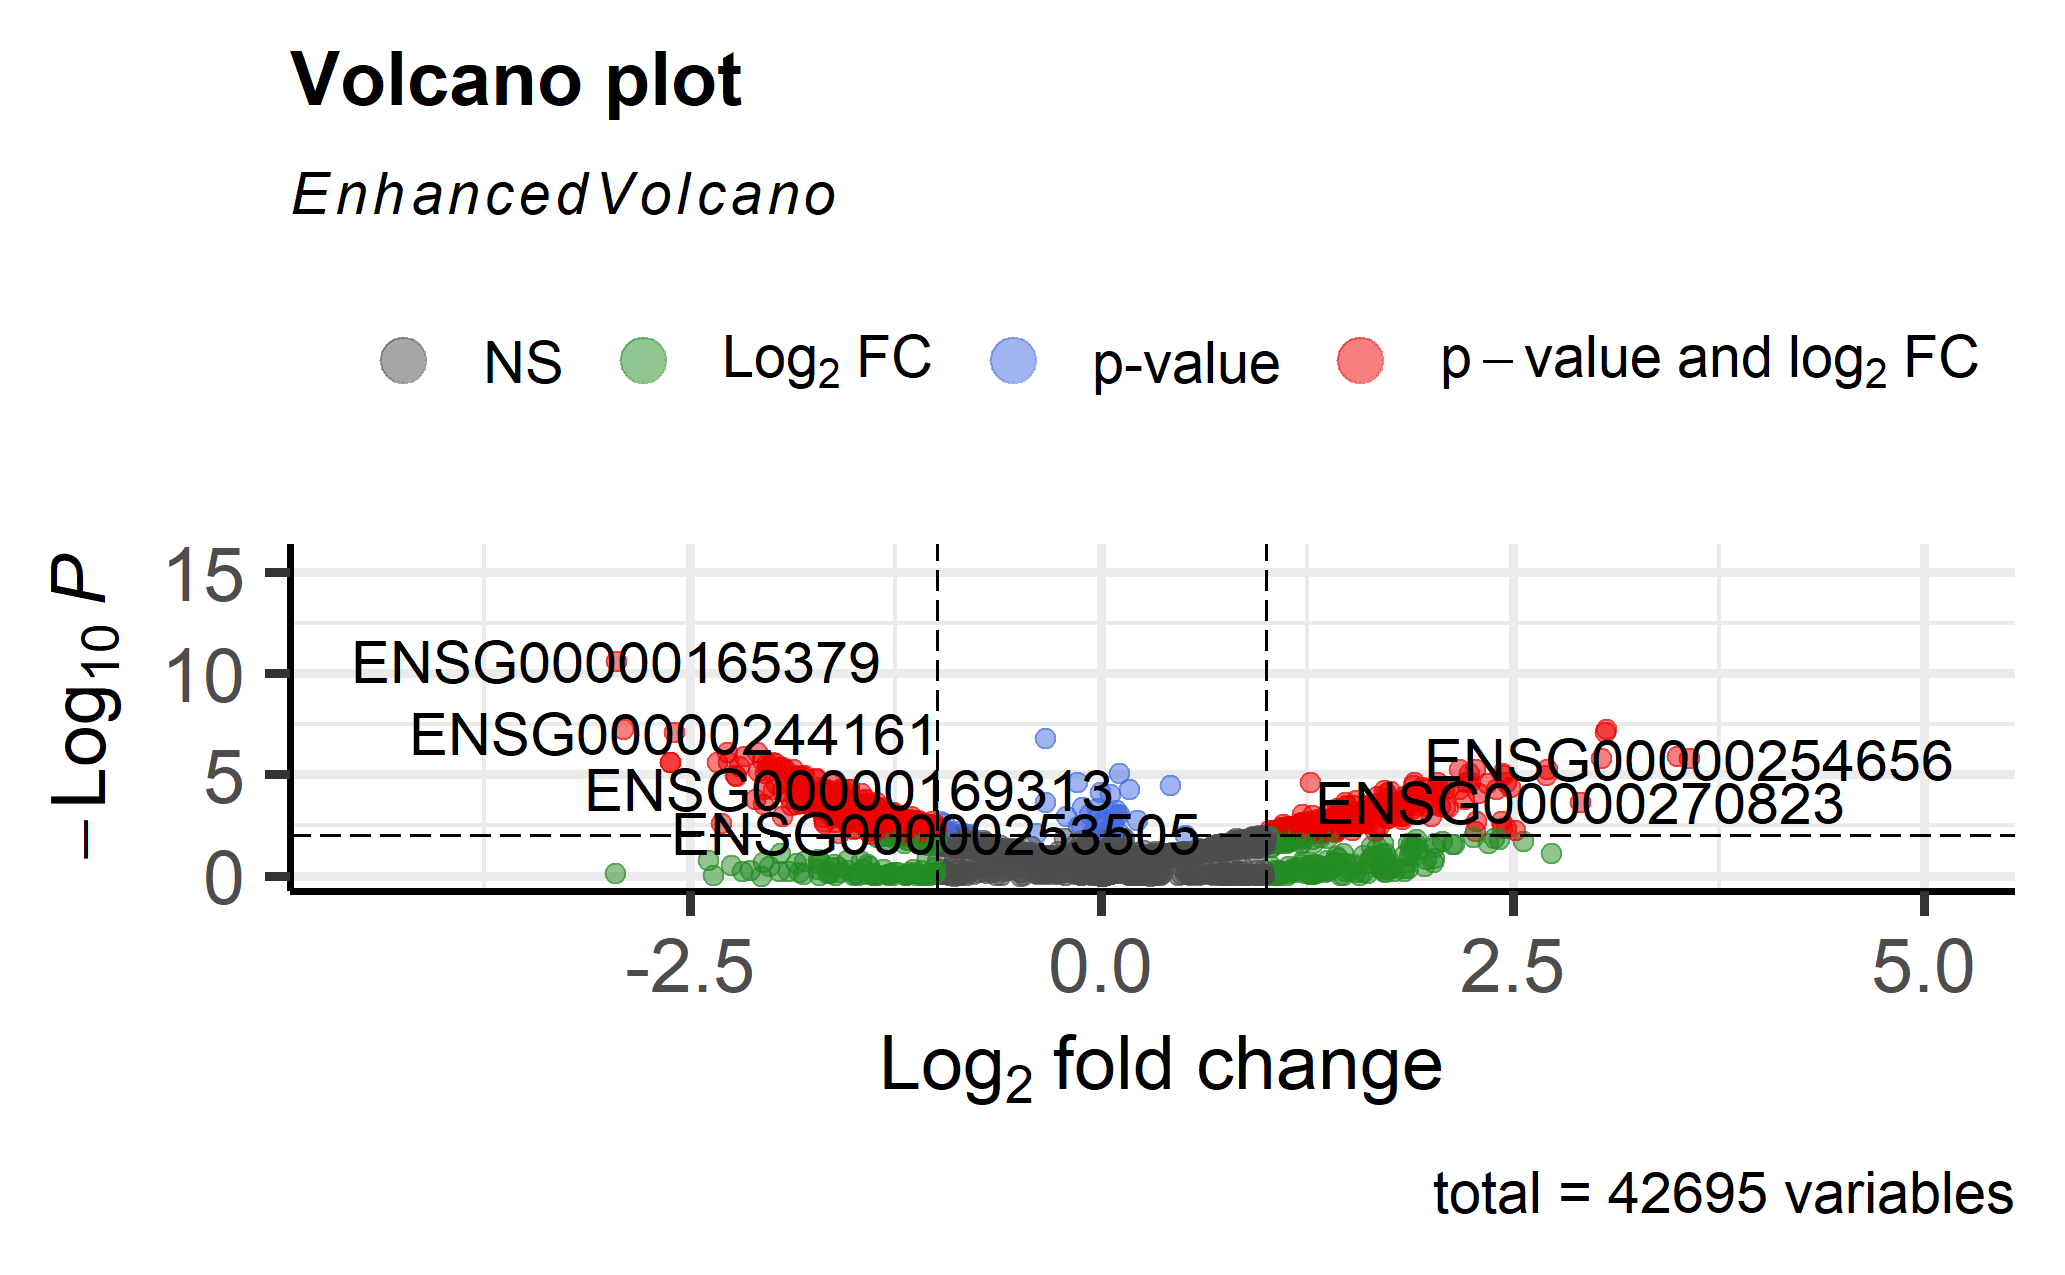 Volcano plot
EnhancedVolcano
NS Log2 FC p-value p – value and log2 FC
–Log10 P
15
10
5
0
ENSG00000165379
ENSG00000244161
ENSG00000254656
ENSG00000169313
ENSG00000270823
ENSG00000253505
-2.5 0.0 2.5 5.0
Log2 fold change
total = 42695 variables